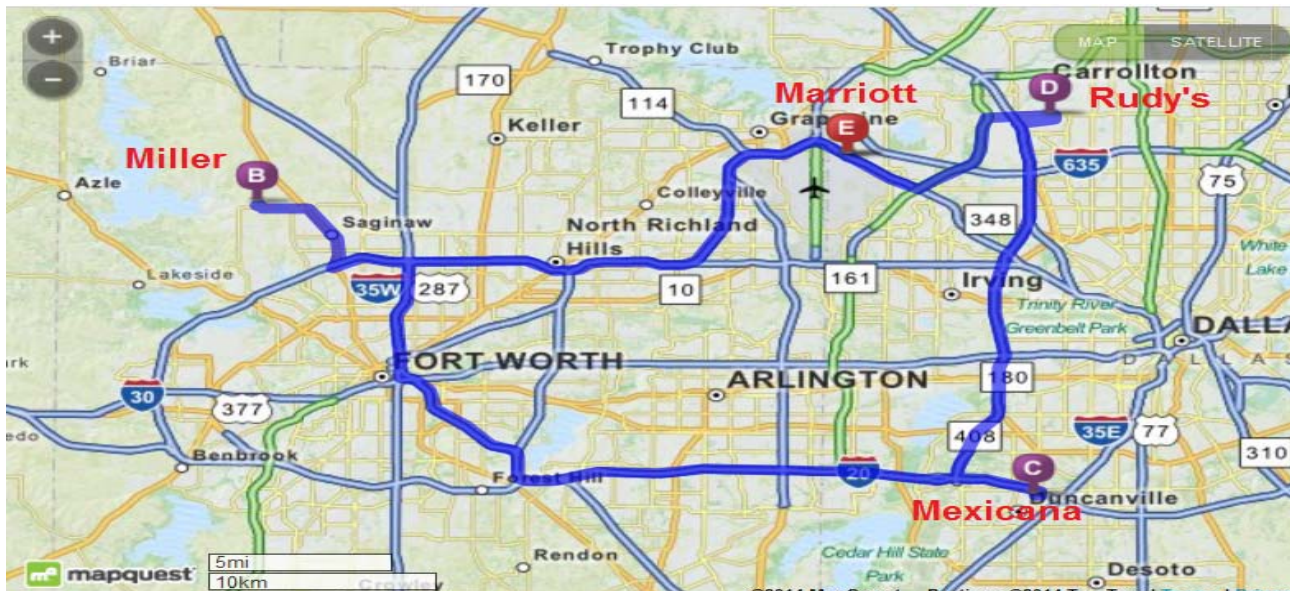 +
−
MAP
SATELLITE
Briar
Trophy Club
Carrollton
170
114
D
Rudy's
Marriott
Grapevine
E
Keller
Miller
635
B
75
Azle
Colleyville
348
Saginaw
North Richland
Hills
White
Lake
Lakeside
35W
287
10
161
Irving
Trinity River
Greenbelt Park
DALLA
DALLAS
FORT WORTH
180
ARLINGTON
30
377
408
35E
77
Benbrook
310
20
C
Forest Hill
Duncanville
Mexicana
Rendon
Cedar Hill State
Park
Desoto
mapquest
5mi
10km
Crowley